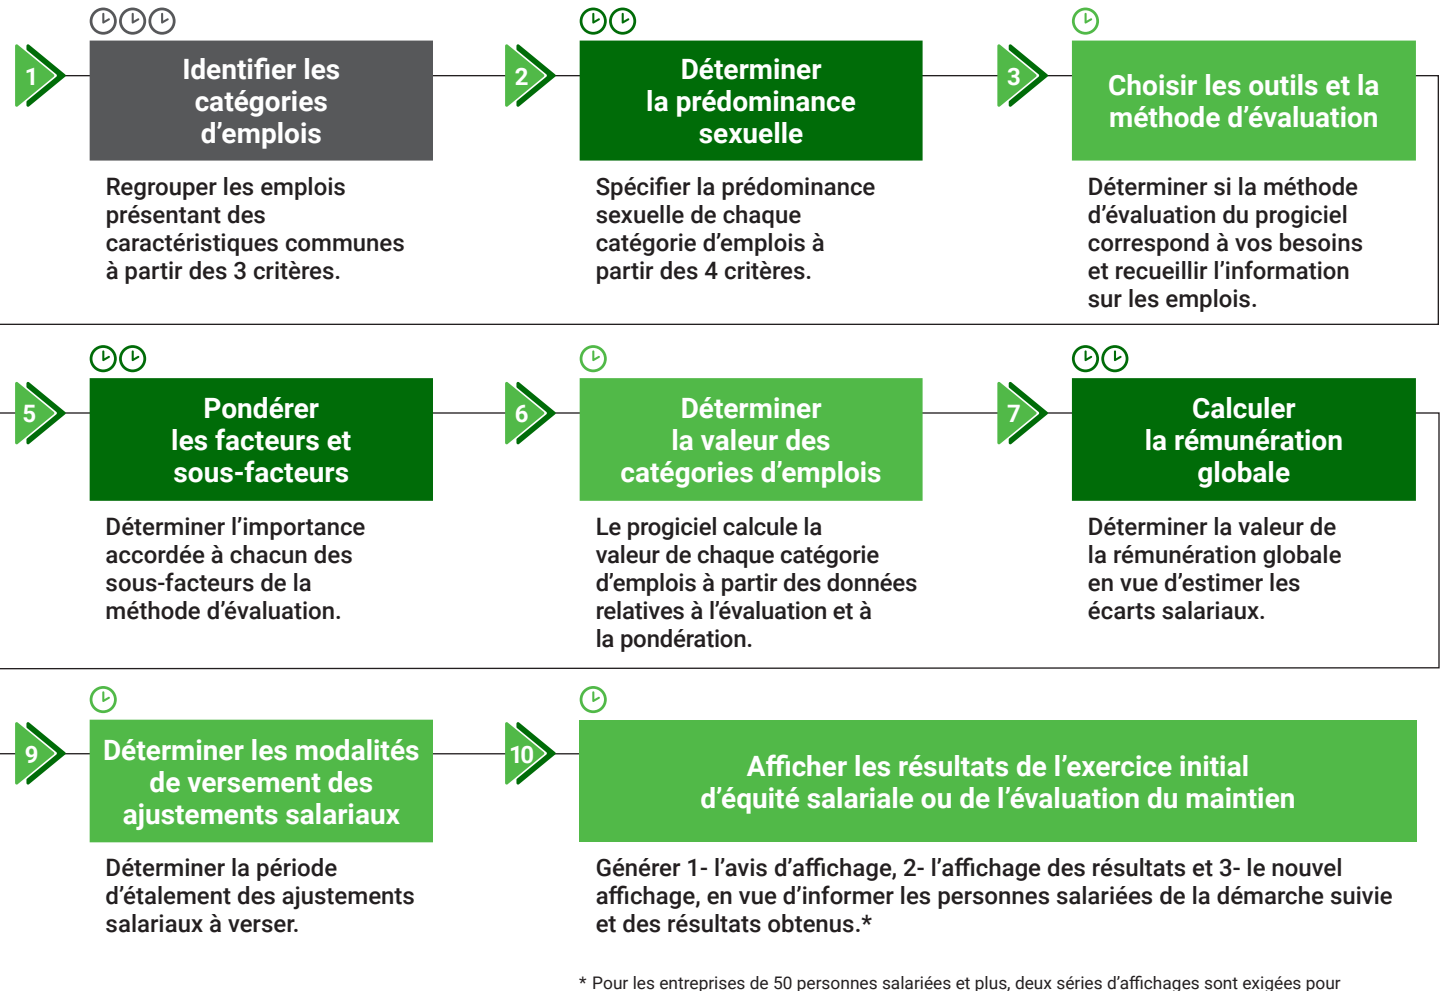 1
Identifier les
catégories
d’emplois
Regrouper les emplois
présentant des
caractéristiques communes
à partir des 3 critères.
2
Déterminer
la prédominance
sexuelle
Spécifier la prédominance
sexuelle de chaque
catégorie d’emplois à
partir des 4 critères.
3
Choisir les outils et la
méthode d’évaluation
Déterminer si la méthode
d’évaluation du progiciel
correspond à vos besoins
et recueillir l’information
sur les emplois.
5
Pondérer
les facteurs et
sous-facteurs
Déterminer l’importance
accordée à chacun des
sous-facteurs de la
méthode d’évaluation.
6
Déterminer
la valeur des
catégories d’emplois
Le progiciel calcule la
valeur de chaque catégorie
d’emplois à partir des données
relatives à l’évaluation et à
la pondération.
7
Calculer
la rémunération
globale
Déterminer la valeur de
la rémunération globale
en vue d’estimer les
écarts salariaux.
9
Déterminer les modalités
de versement des
ajustements salariaux
Déterminer la période
d’étalement des ajustements
salariaux à verser.
10
Afficher les résultats de l’exercice initial
d’équité salariale ou de l’évaluation du maintien
Générer 1- l’avis d’affichage, 2- l’affichage des résultats et 3- le nouvel
affichage, en vue d’informer les personnes salariées de la démarche suivie
et des résultats obtenus.*
* Pour les entreprises de 50 personnes salariées et plus, deux séries d’affichages sont exigées pour